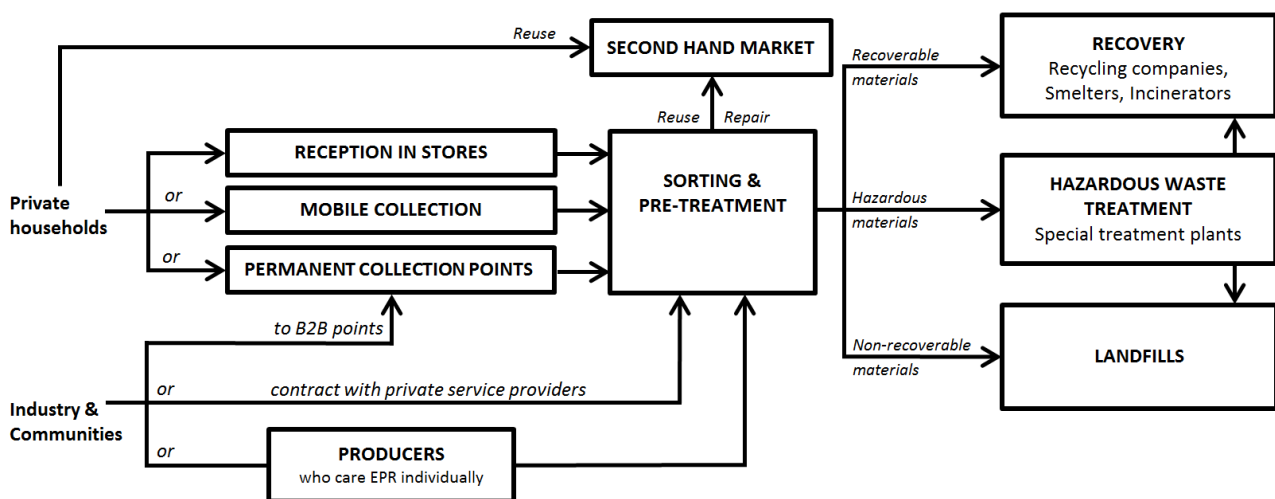 Reuse
SECOND HAND MARKET
Reuse Repair
RECEPTION IN STORES
MOBILE COLLECTION
PERMANENT COLLECTION POINTS
Private
households
or
or
or
SORTING &
PRE-TREATMENT
Recoverable
materials
RECOVERY
Recycling companies,
Smelters, Incinerators
Hazardous
materials
HAZARDOUS WASTE
TREATMENT
Special treatment plants
Non-recoverable
materials
LANDFILLS
to B2B points
Industry &
Communities
or
contract with private service providers
or
PRODUCERS
who care EPR individually